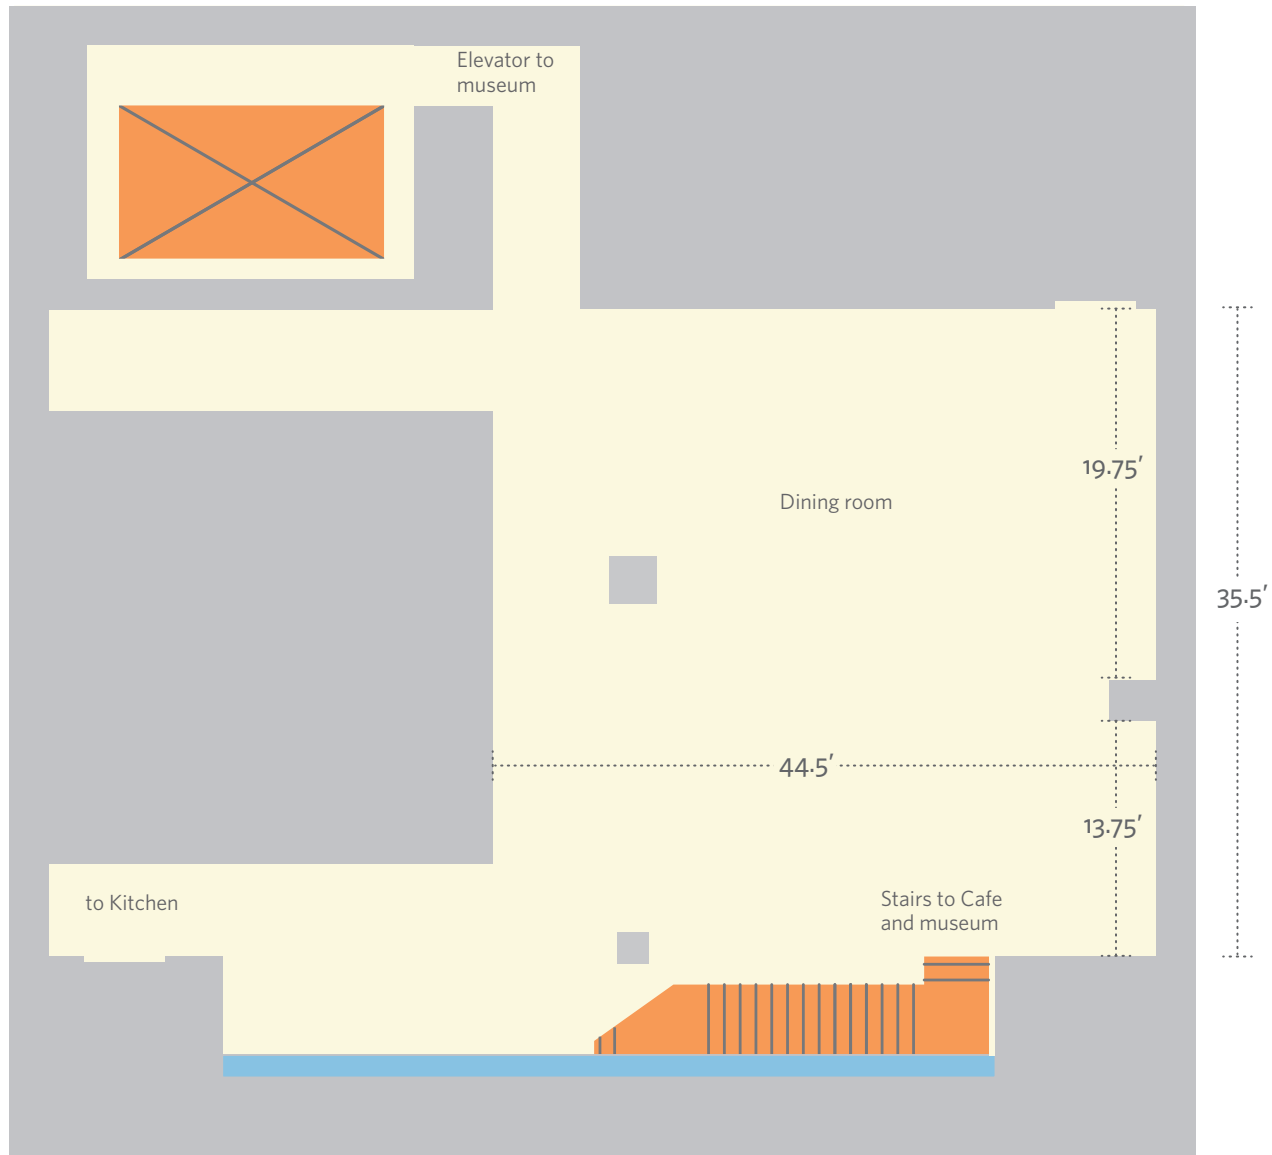 Elevator to
museum
19.75′
Dining room
35.5′
44.5′
13.75′
to Kitchen
Stairs to Cafe
and museum